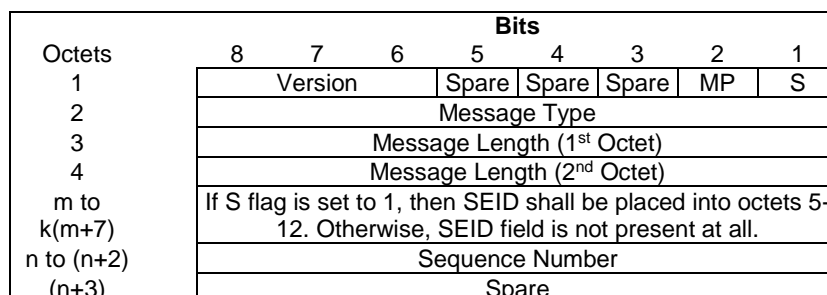 Bits
Octets 8 7 6 5 4 3 2 1
1 Version Spare Spare Spare MP S
2 Message Type
3 Message Length (1st Octet)
4 Message Length (2nd Octet)
m to If S flag is set to 1, then SEID shall be placed into octets 5-
k(m+7) 12. Otherwise, SEID field is not present at all.
n to (n+2) Sequence Number
(n+3) Spare